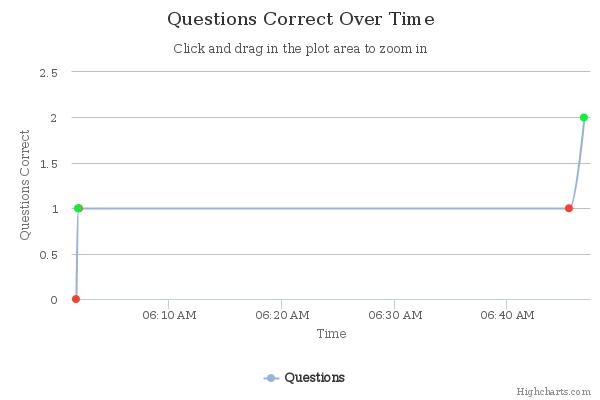 Questions Correct Over Time
Click and drag in the plot area to zoom in
Questions Correct
2.5
2
1.5
1
0.5
0
06:10 AM 06:20 AM 06:30 AM 06:40 AM
Time
Questions
Highcharts.com